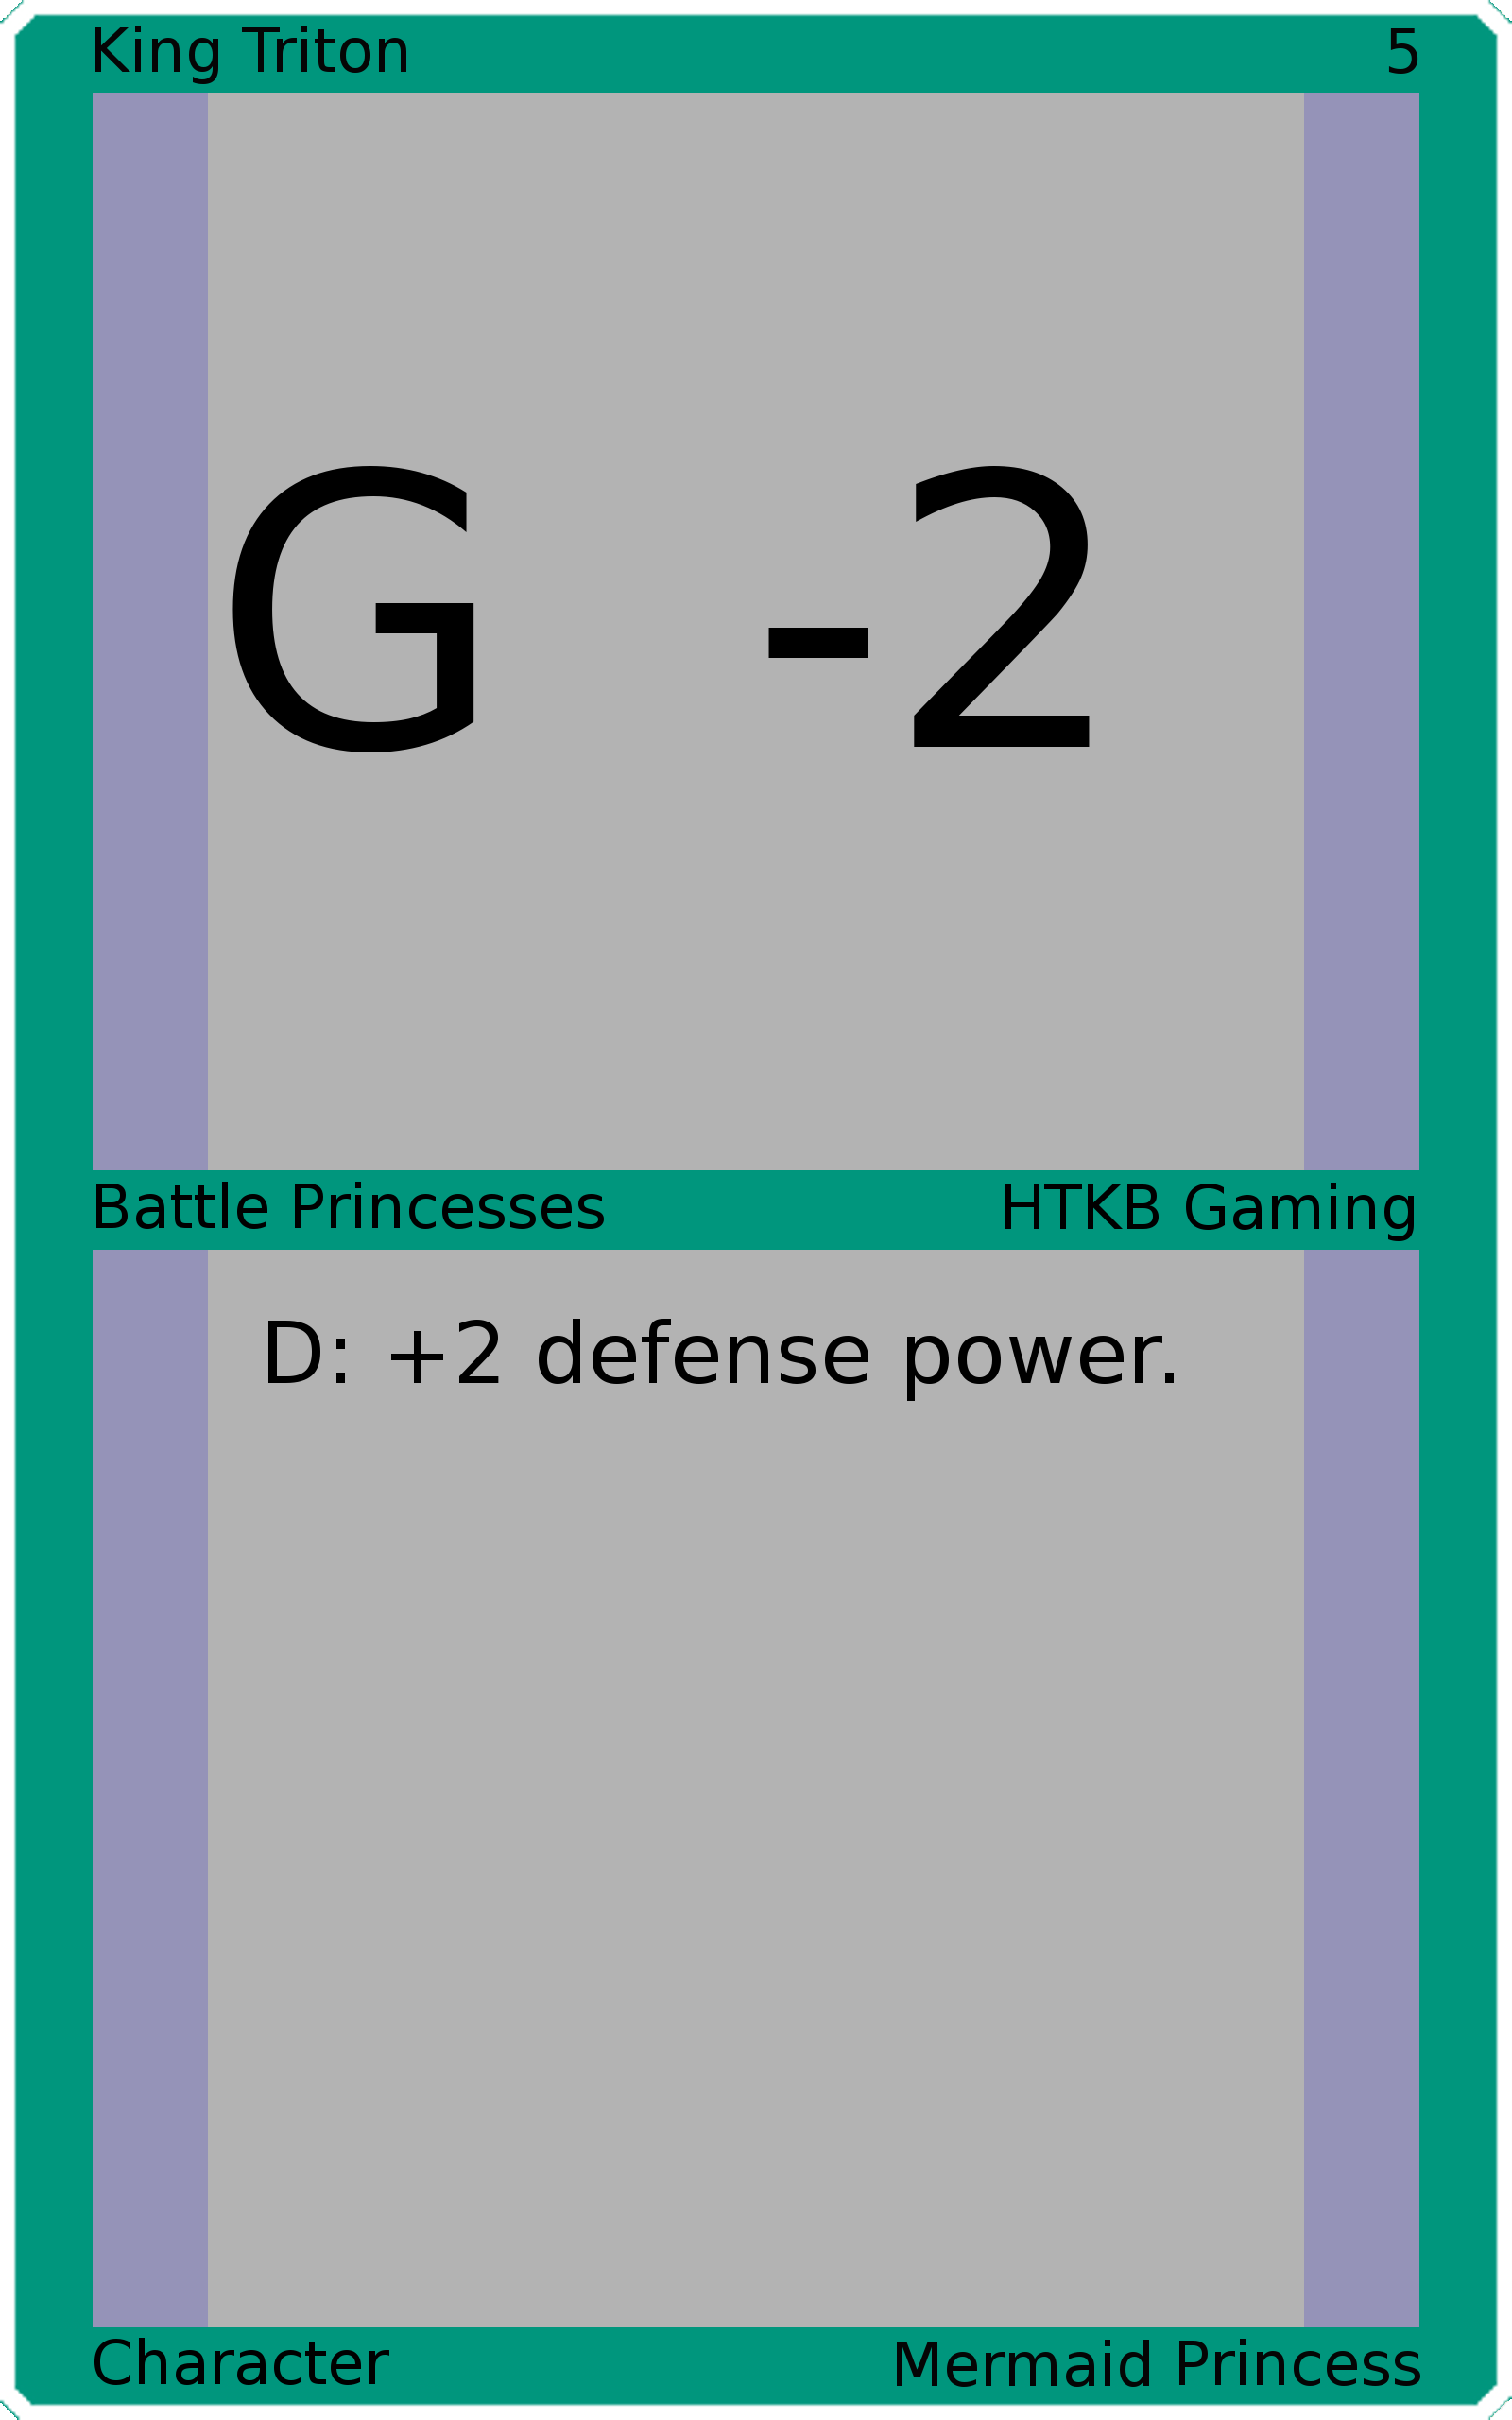 King Triton 5
G -2
Battle Princesses HTKB Gaming
D: +2 defense power.
Character Mermaid Princess